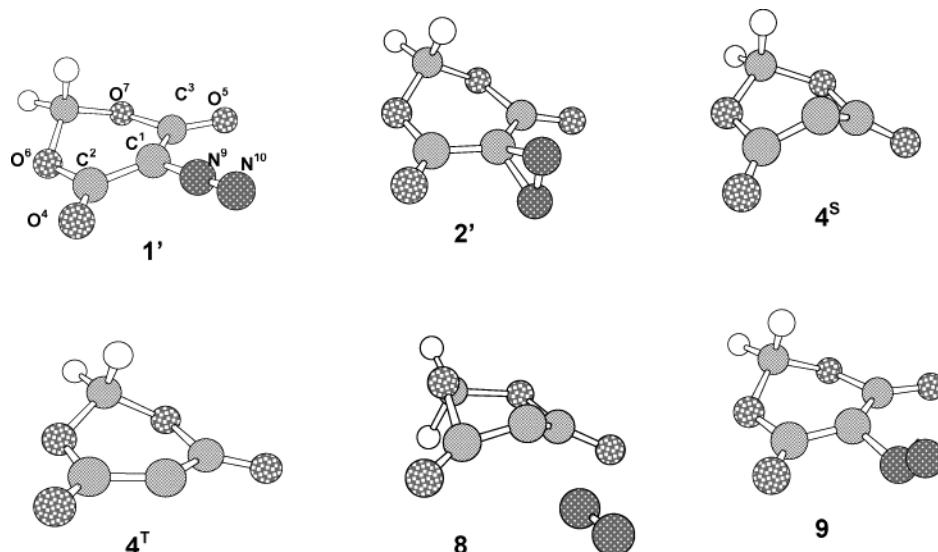 O⁷ C³ O⁵
O⁶ C² C¹ N⁹ N¹⁰
O⁴
1’
2’
4ˢ
4ᵀ
8
9